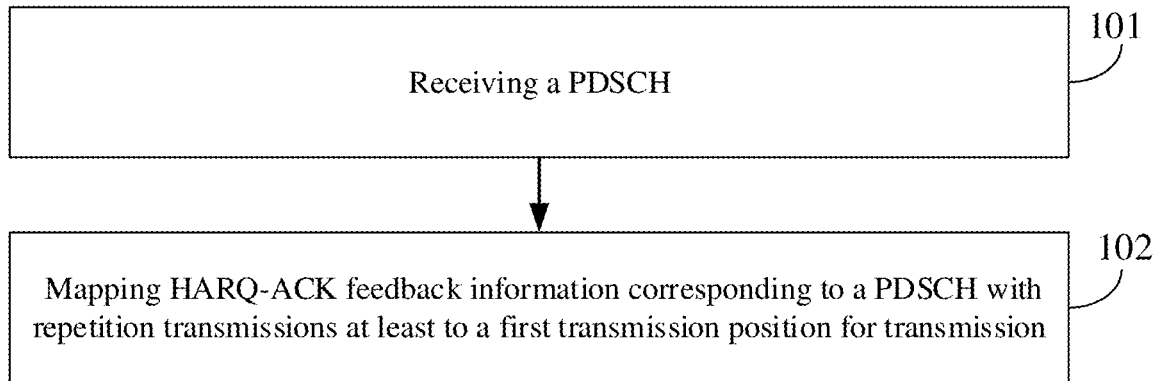 101
Receiving a PDSCH
102
Mapping HARQ-ACK feedback information corresponding to a PDSCH with
repetition transmissions at least to a first transmission position for transmission